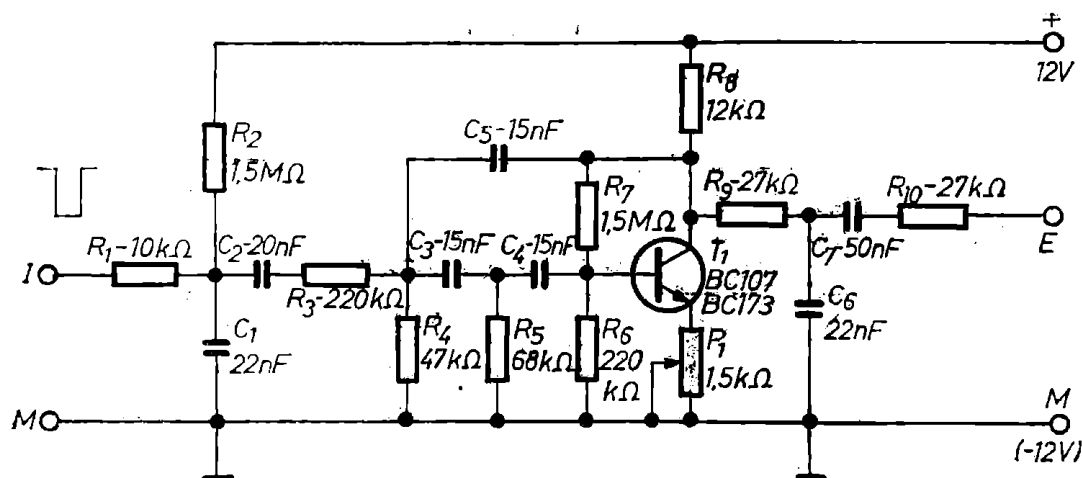 +
12V
R8
12kΩ
C5-15nF
R2
1,5MΩ
R7
1,5MΩ
R9-27kΩ
R10-27kΩ
R1-10kΩ
C2-20nF
C3-15nF
C4-15nF
I
E
R3-220kΩ
T1
BC107
BC173
C7-50nF
C1
22nF
R4
47kΩ
R5
68kΩ
R6
220
kΩ
P1
1,5kΩ
C6
22nF
M
M
(-12V)